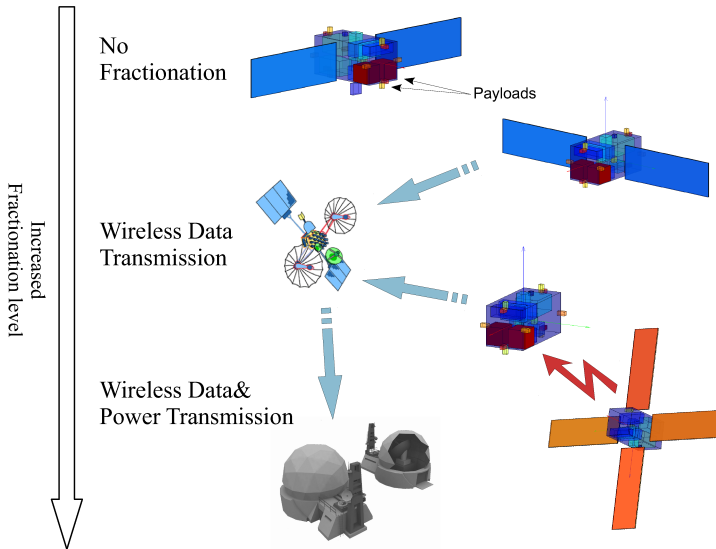 No
Fractionation
Payloads
Increased
Fractionation level
Wireless Data
Transmission
Wireless Data&
Power Transmission